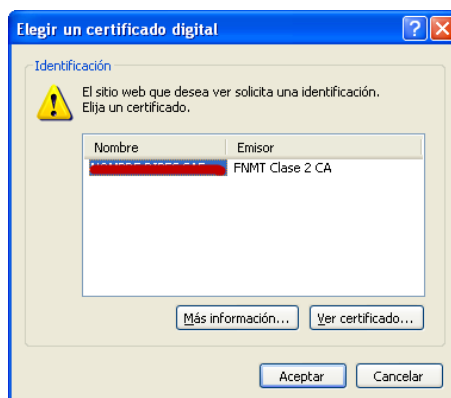 Elegir un certificado digital
Identificación
El sitio web que desea ver solicita una identificación.
Elija un certificado.
Nombre Emisor
FNMT Clase 2 CA
Más información... Ver certificado...
Aceptar Cancelar